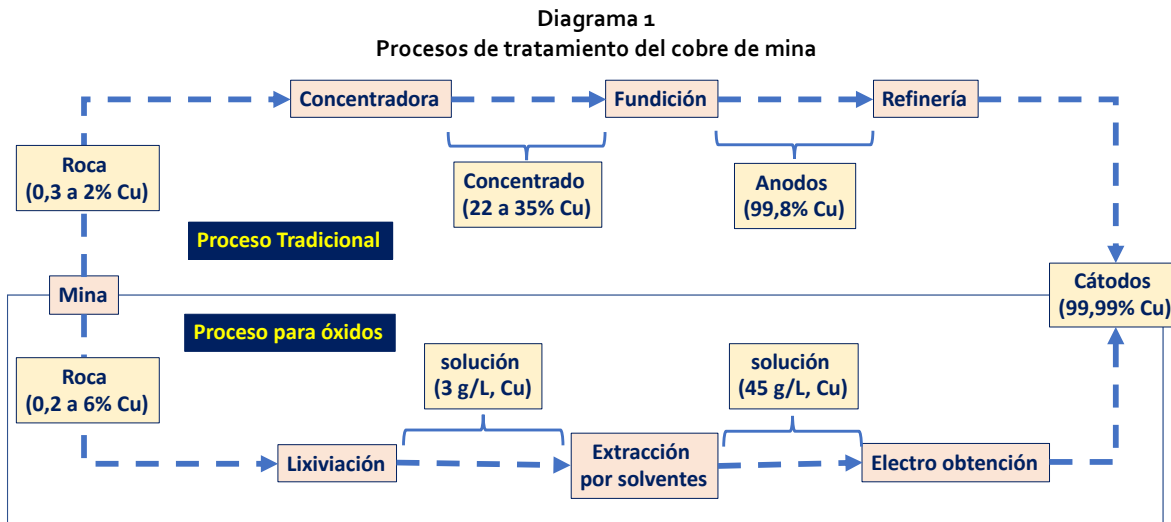 Diagrama 1
Procesos de tratamiento del cobre de mina
Concentradora
Fundición
Refinería
Roca
(0,3 a 2% Cu)
Concentrado
(22 a 35% Cu)
Anodos
(99,8% Cu)
Proceso Tradicional
Mina
Cátodos
(99,99% Cu)
Proceso para óxidos
Roca
(0,2 a 6% Cu)
solución
(3 g/L, Cu)
solución
(45 g/L, Cu)
Lixiviación
Extracción
por solventes
Electro obtención